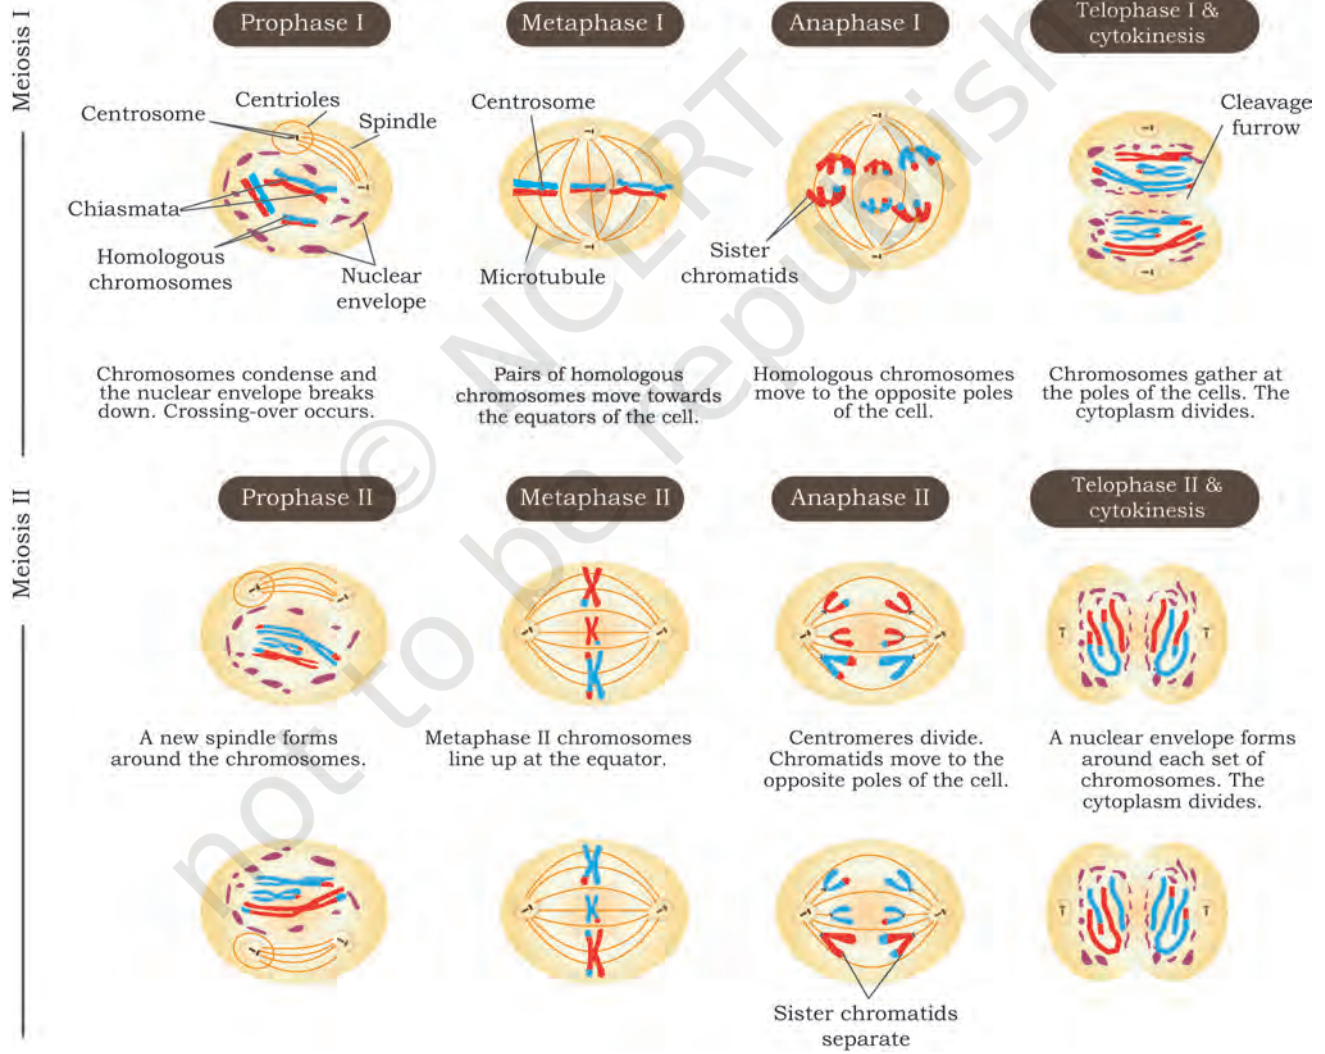 Meiosis I
Prophase I
Metaphase I
Anaphase I
Telophase I &
cytokinesis
Centrosome
Centrioles
Spindle
Chiasmata
Homologous
chromosomes
Nuclear
envelope
Centrosome
Microtubule
Sister
chromatids
Cleavage
furrow
Chromosomes condense and
the nuclear envelope breaks
down. Crossing-over occurs.
Pairs of homologous
chromosomes move towards
the equators of the cell.
Homologous chromosomes
move to the opposite poles
of the cell.
Chromosomes gather at
the poles of the cells. The
cytoplasm divides.
Meiosis II
Prophase II
Metaphase II
Anaphase II
Telophase II &
cytokinesis
A new spindle forms
around the chromosomes.
Metaphase II chromosomes
line up at the equator.
Centromeres divide.
Chromatids move to the
opposite poles of the cell.
A nuclear envelope forms
around each set of
chromosomes. The
cytoplasm divides.
Sister chromatids
separate
© NCERT
not to be republish